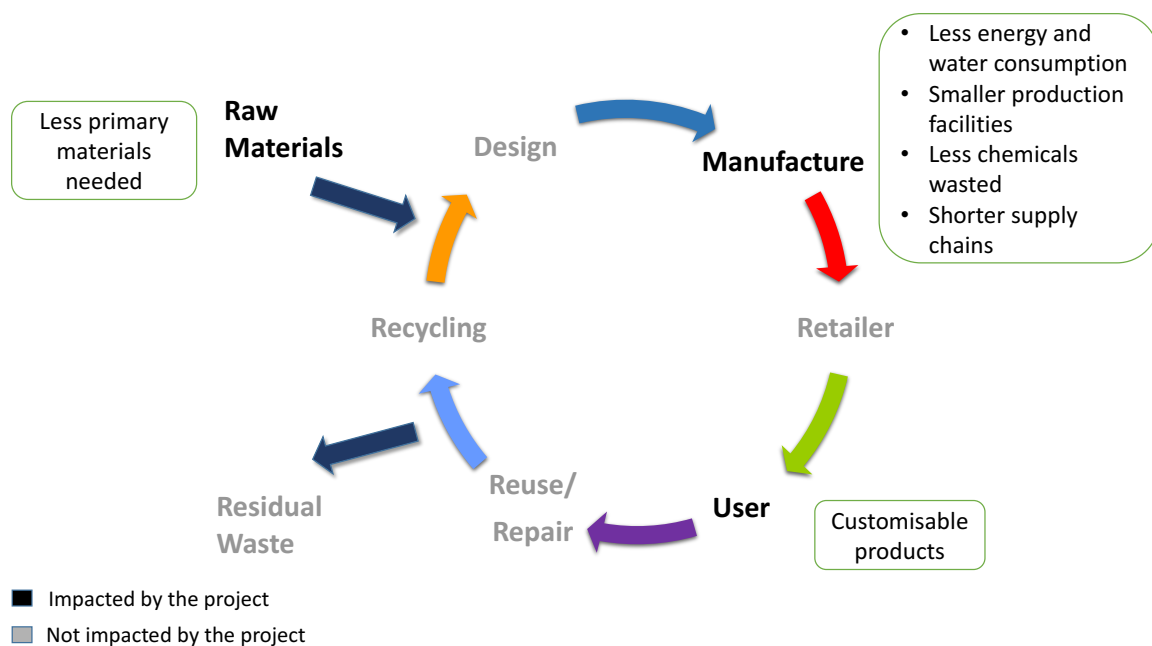 Less primary
materials
needed
Raw
Materials
Design
Manufacture
• Less energy and
water consumption
• Smaller production
facilities
• Less chemicals
wasted
• Shorter supply
chains
Recycling
Retailer
Residual
Waste
Reuse/
Repair
User
Customisable
products
Impacted by the project
Not impacted by the project